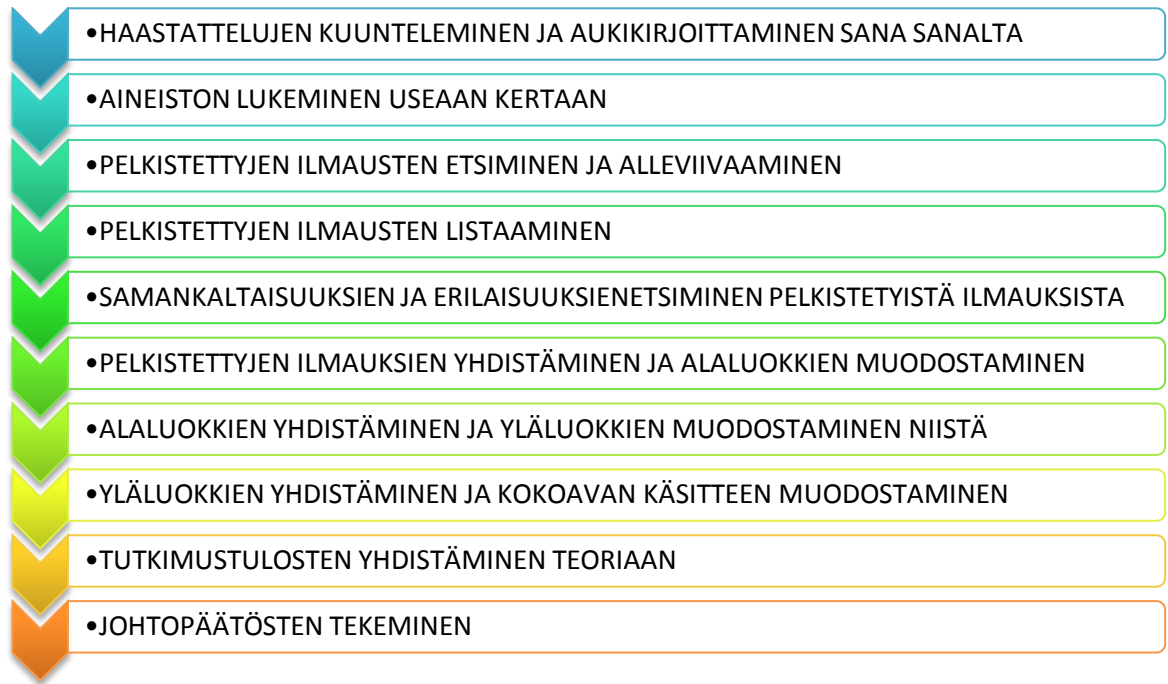 •HAASTATTELUJEN KUUNTELEMINEN JA AUKIKIRJOITTAMINEN SANA SANALTA
•AINEISTON LUKEMINEN USEAAN KERTAAN
•PELKISTETTYJEN ILMAUSTEN ETSIMINEN JA ALLEVIIVAAMINEN
•PELKISTETTYJEN ILMAUSTEN LISTAAMINEN
•SAMANKALTAISUUKSIEN JA ERILAISUUKSIENETSIMINEN PELKISTETYISTÄ ILMAUKSISTA
•PELKISTETTYJEN ILMAUKSIEN YHDISTÄMINEN JA ALALUOKKIEN MUODOSTAMINEN
•ALALUOKKIEN YHDISTÄMINEN JA YLÄLUOKKIEN MUODOSTAMINEN NIISTÄ
•YLÄLUOKKIEN YHDISTÄMINEN JA KOKOAVAN KÄSITTEEN MUODOSTAMINEN
•TUTKIMUSTULOSTEN YHDISTÄMINEN TEORIAAN
•JOHTOPÄÄTÖSTEN TEKEMINEN